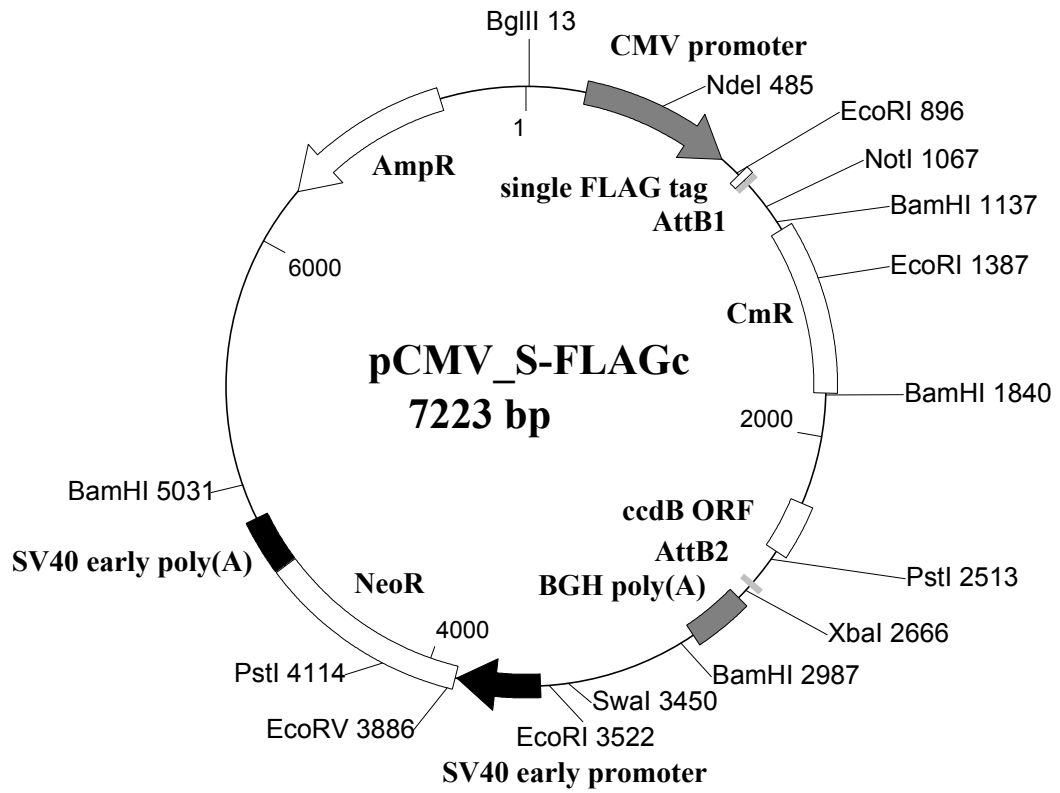 BglII 13
CMV promoter
NdeI 485
EcoRI 896
1
NotI 1067
AmpR
single FLAG tag
BamHI 1137
AttB1
EcoRI 1387
6000
CmR
pCMV_S-FLAGc
7223 bp
BamHI 1840
2000
BamHI 5031
ccdB ORF
SV40 early poly(A)
AttB2
PstI 2513
NeoR
BGH poly(A)
XbaI 2666
4000
PstI 4114
BamHI 2987
SwaI 3450
EcoRV 3886
EcoRI 3522
SV40 early promoter